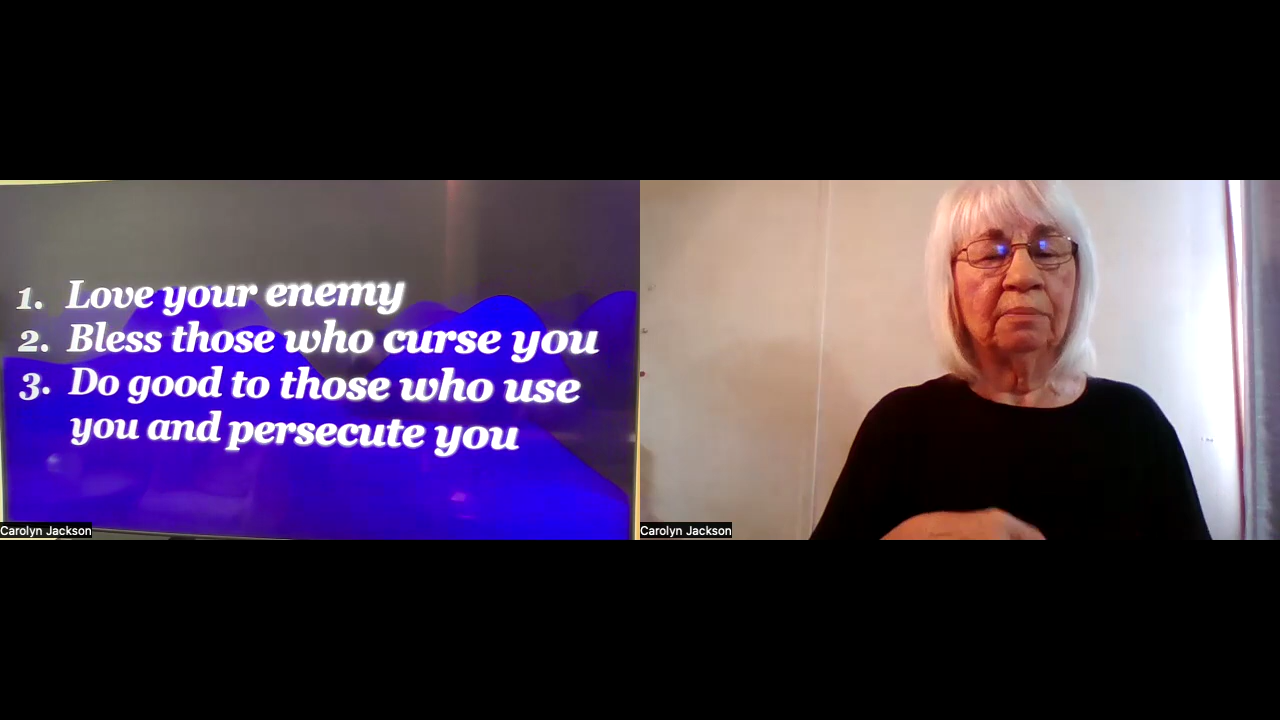 1. Love your enemy
2. Bless those who curse you
3. Do good to those who use
you and persecute you
Carolyn Jackson
Carolyn Jackson